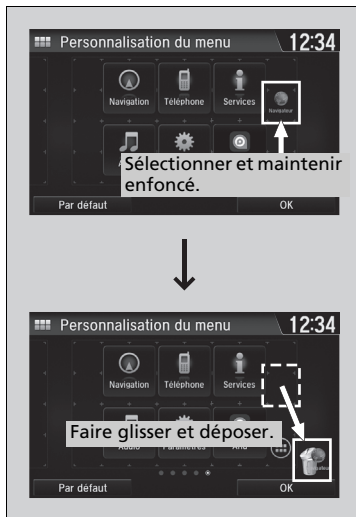 Personnalisation du menu 12:34
Navigation Téléphone Services Navigateur
Sélectionner et maintenir
enfoncé.
Par défaut OK
Personnalisation du menu 12:34
Navigation Téléphone Services
Faire glisser et déposer.
Audio Paramètres
Par défaut OK